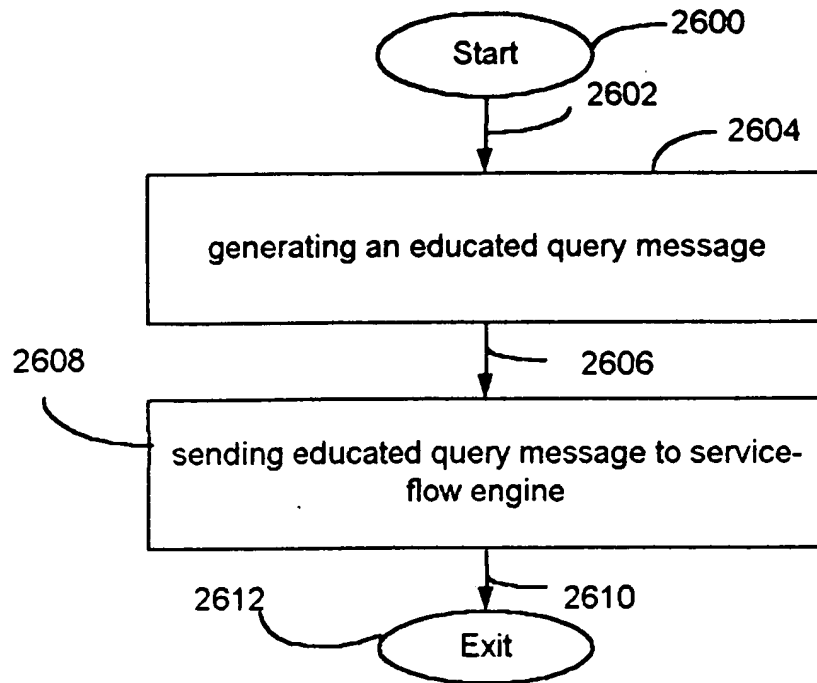 Start
2600
2602
2604
generating an educated query message
2606
2608
sending educated query message to service-
flow engine
2610
2612
Exit